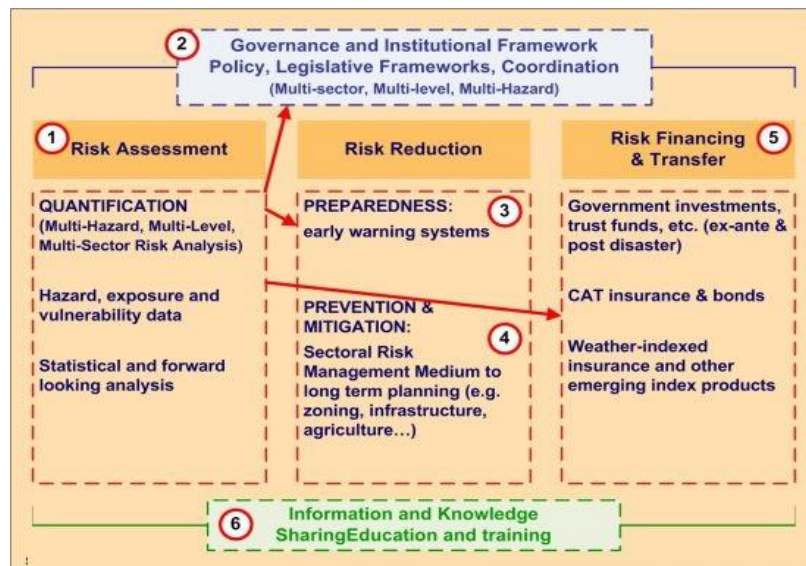 2
Governance and Institutional Framework
Policy, Legislative Frameworks, Coordination
(Multi-sector, Multi-level, Multi-Hazard)
1
Risk Assessment
Risk Reduction
Risk Financing
& Transfer
5
QUANTIFICATION
(Multi-Hazard, Multi-Level,
Multi-Sector Risk Analysis)
Hazard, exposure and
vulnerability data
Statistical and forward
looking analysis
PREPAREDNESS:
3
early warning systems
PREVENTION &
MITIGATION:
4
Sectoral Risk
Management Medium to
long term planning (e.g.
zoning, infrastructure,
agriculture…)
Government investments,
trust funds, etc. (ex-ante &
post disaster)
CAT insurance & bonds
Weather-indexed
insurance and other
emerging index products
6
Information and Knowledge
SharingEducation and training